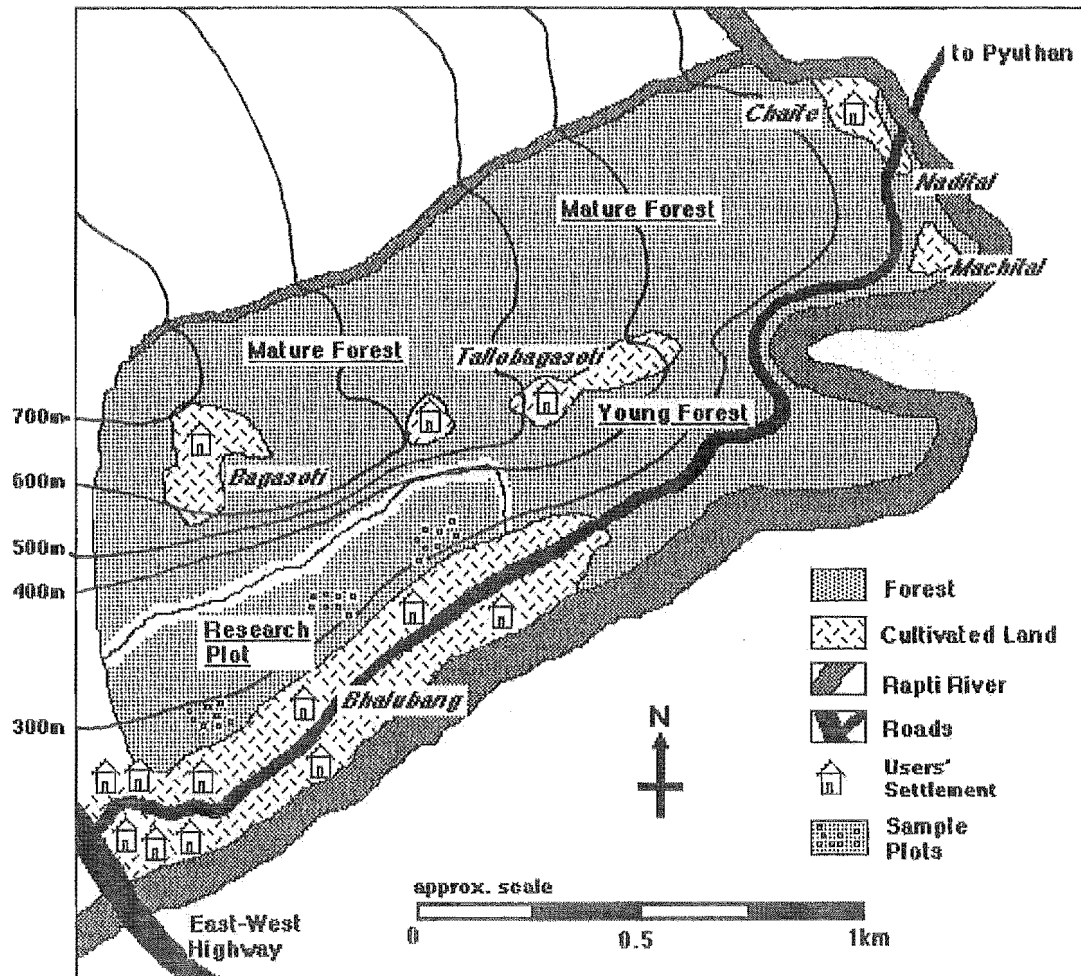 to Pyuthan
Chaile
Nadital
Mature Forest
Machital
Mature Forest
Tallobagasoti
Young Forest
700m
Bagasoti
600m
500m
400m
Forest
Research
Plot
Cultivated Land
Rapti River
Bhalubang
300m
N
Roads
Users'
Settlement
Sample
Plots
approx. scale
East-West
Highway
0
0.5
1km